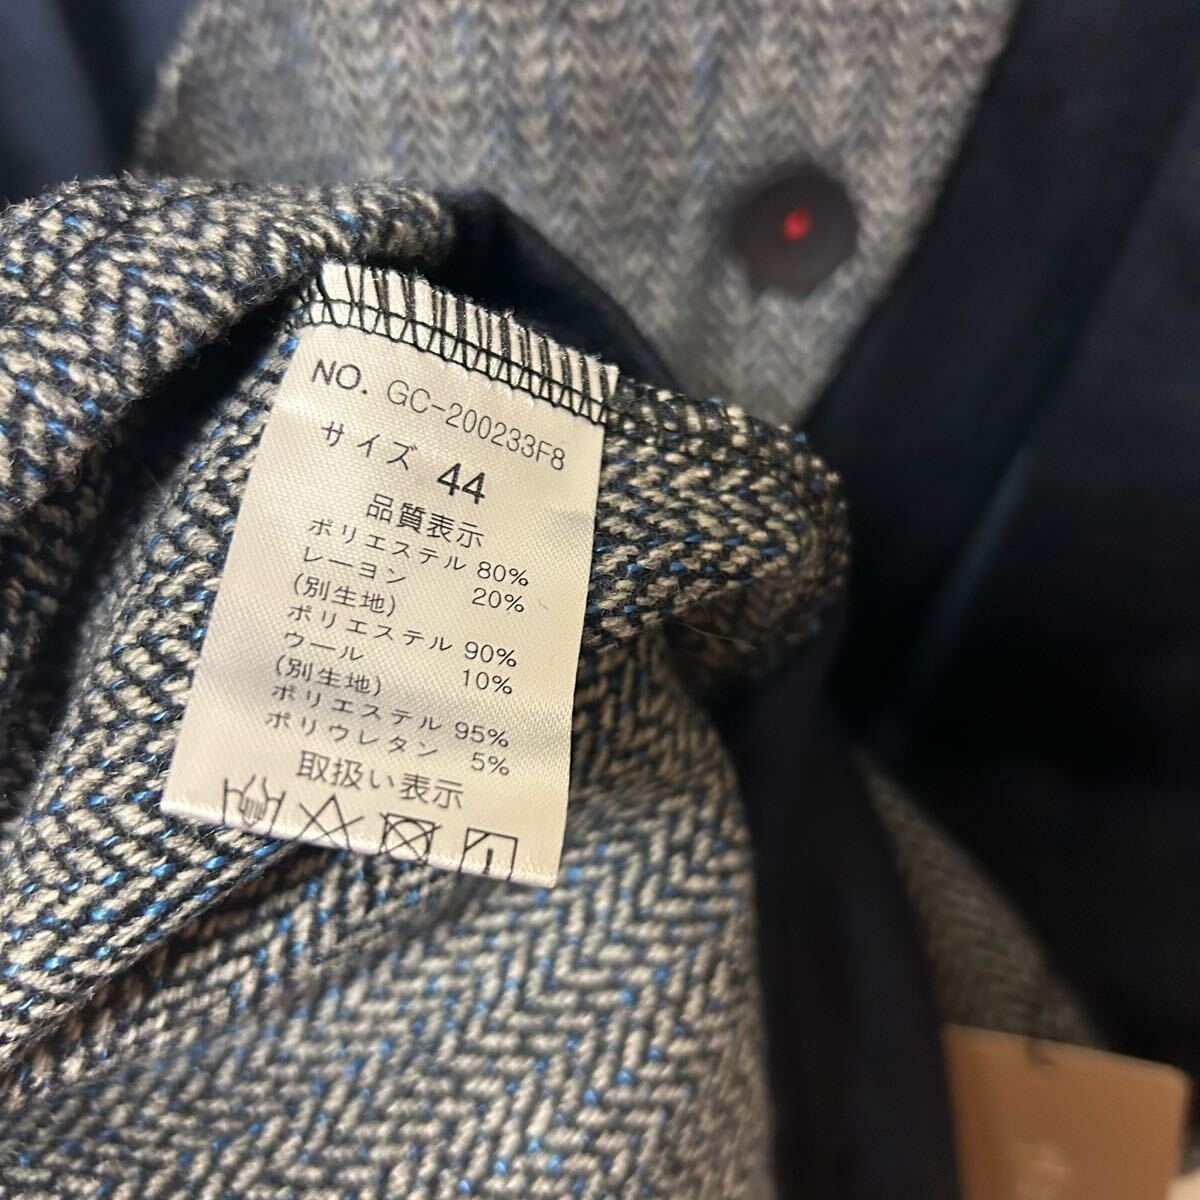 NO. GC-200233F8
サイズ 44
品質表示
ポリエステル 80%
レーヨン 20%
(別生地)
ポリエステル 90%
ウール 10%
(別生地)
ポリエステル 95%
ポリウレタン 5%
取扱い表示